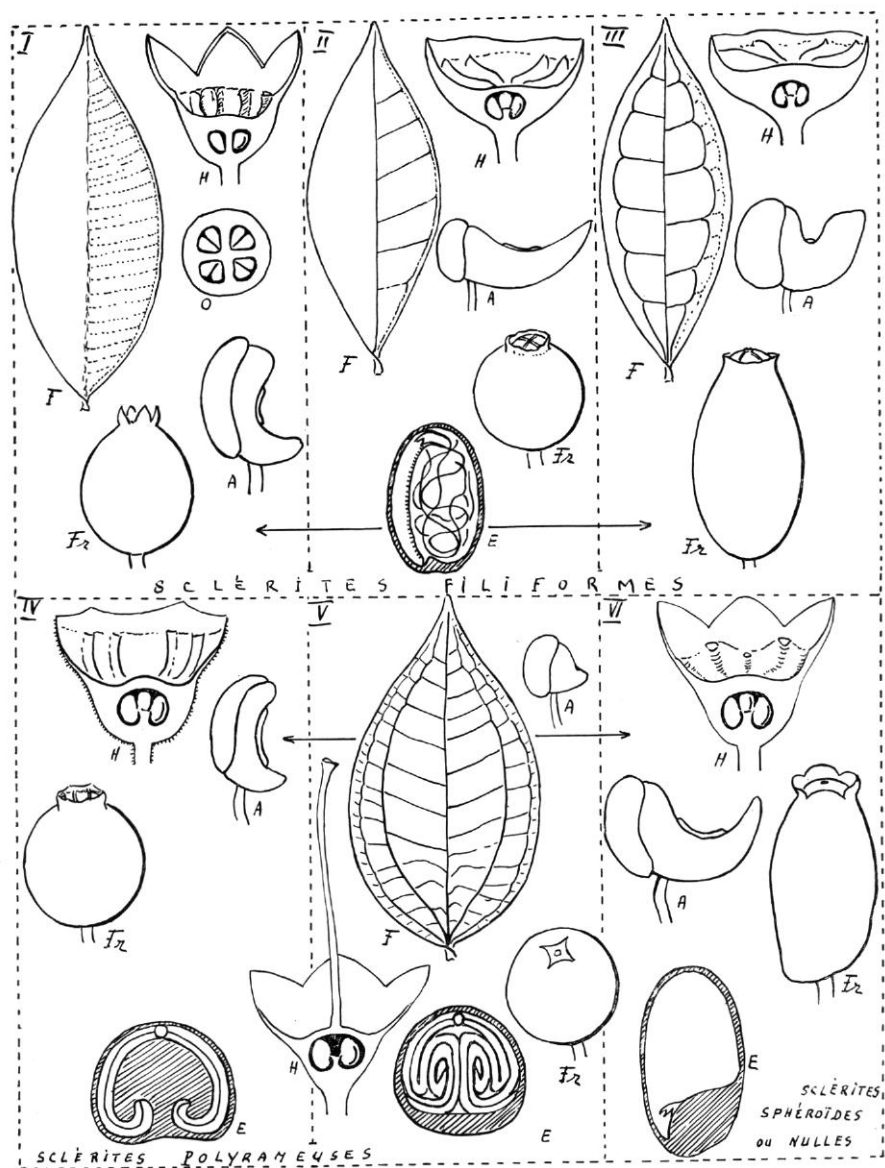 I
II
III
H
H
H
O
A
A
A
F
F
F
Fr
Fr
Fr
E
SCLÉRITES FILIFORMES
IV
V
VI
H
A
A
H
Fr
F
A
Fr
H
Fr
E
E
E
SCLÉRITES
SPHÉROÏDES
OU NULLES
SCLÉRITES POLYRAMEUSES